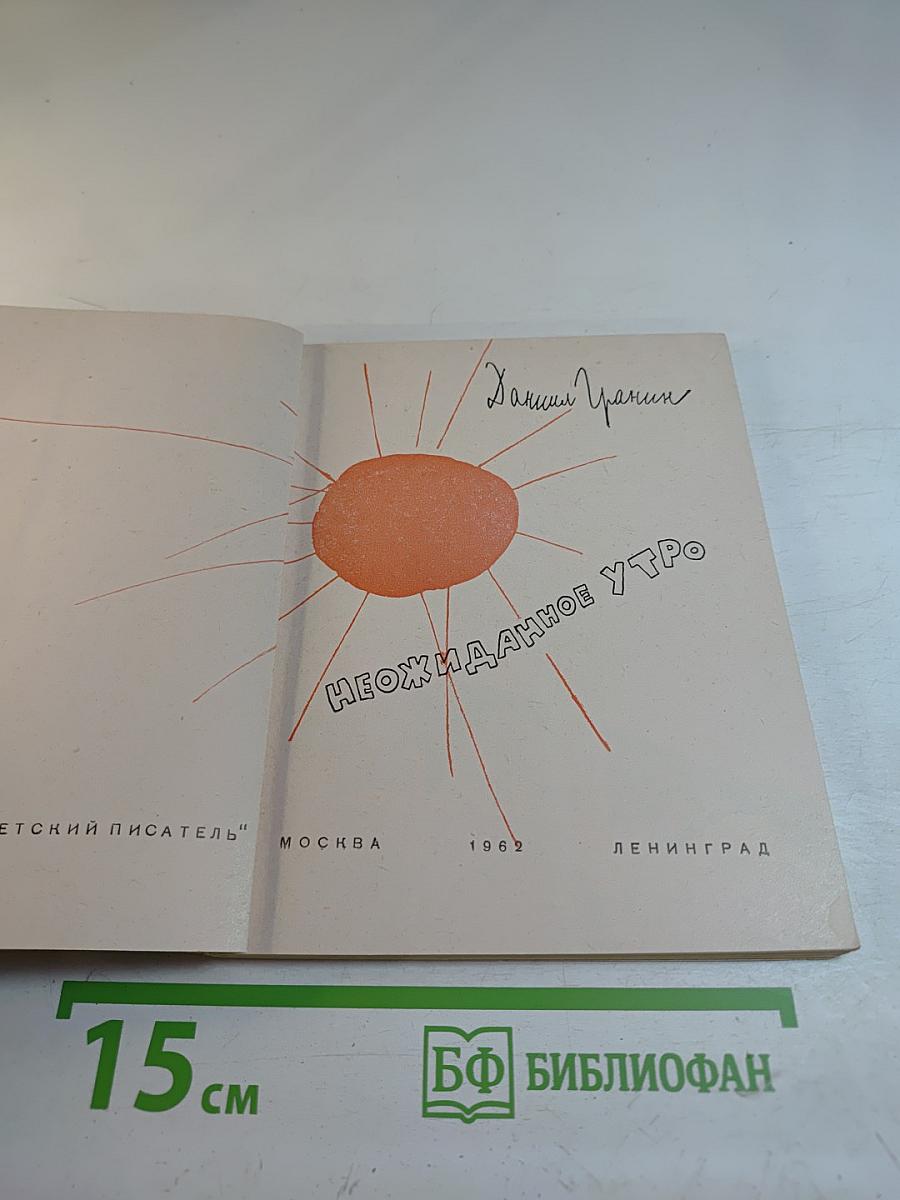 Даниил Гранин
НЕОЖИДАННОЕ УТРО
ЕТСКИЙ ПИСАТЕЛЬ" МОСКВА 1962 ЛЕНИНГРАД
15 см
БФ БИБЛИОФАН